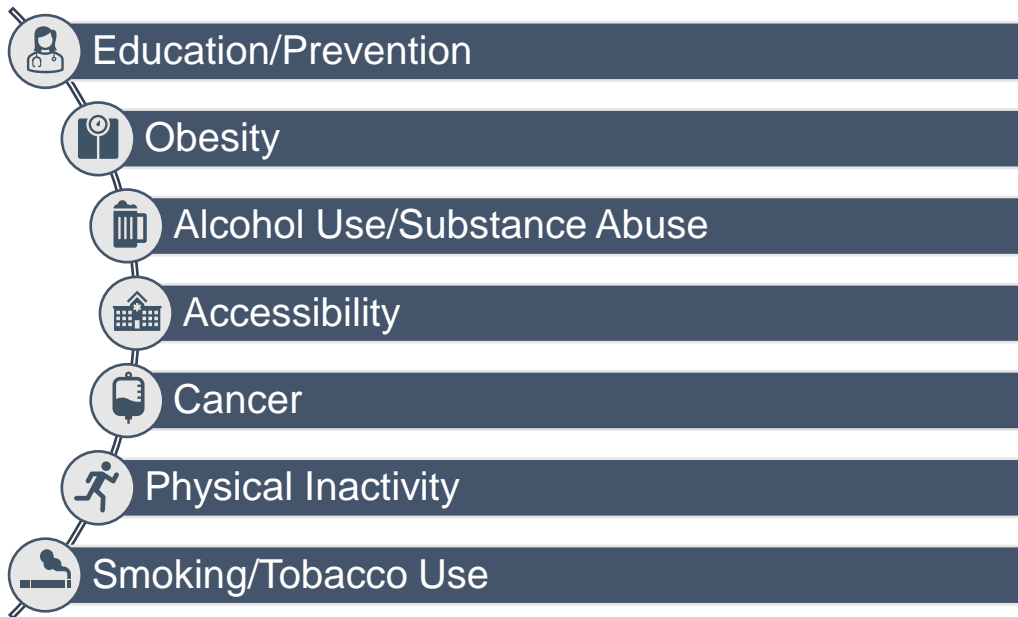 Education/Prevention
Obesity
Alcohol Use/Substance Abuse
Accessibility
Cancer
Physical Inactivity
Smoking/Tobacco Use